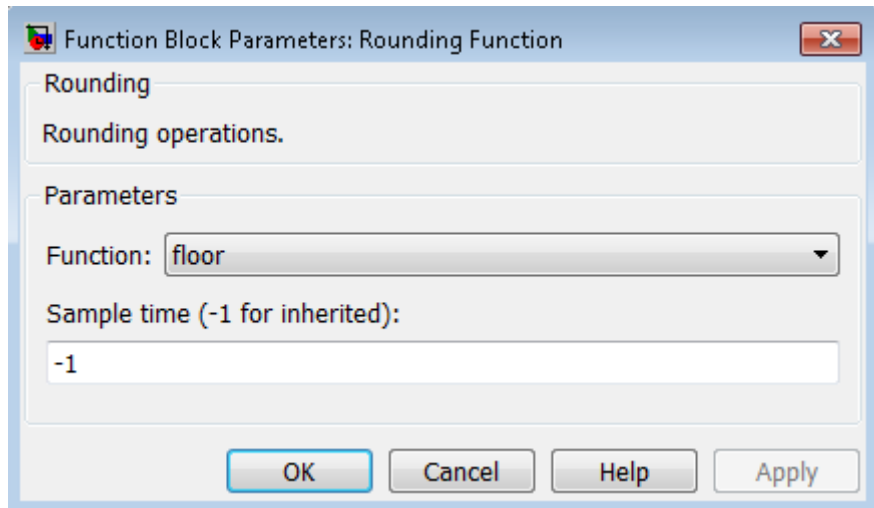 Function Block Parameters: Rounding Function
Rounding
Rounding operations.
Parameters
Function: floor
Sample time (-1 for inherited):
-1
OK Cancel Help Apply